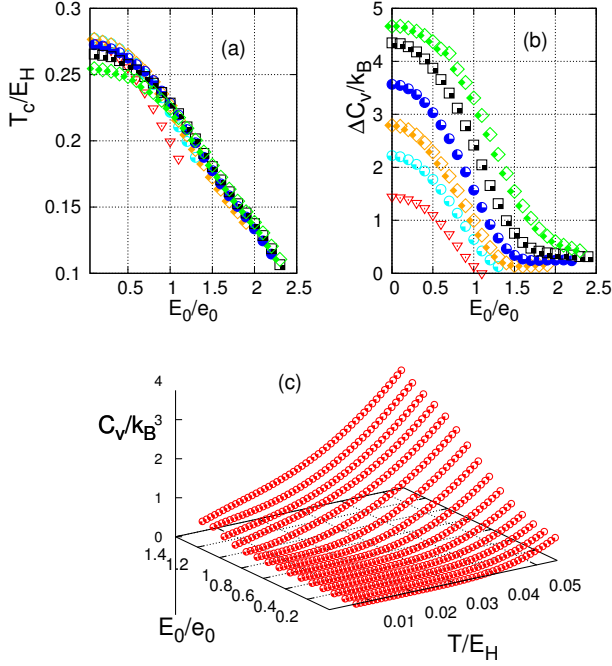 (a)
T_c/E_H
0.3
0.25
0.2
0.15
0.1
0.5 1 1.5 2 2.5
E_0/e_0
(b)
ΔC_v/k_B
5
4
3
2
1
0
0 0.5 1 1.5 2 2.5
E_0/e_0
(c)
C_v/k_B
4
3
2
1
0
1.4 1.2 1 0.8 0.6 0.4 0.2
E_0/e_0
0.01 0.02 0.03 0.04 0.05
T/E_H